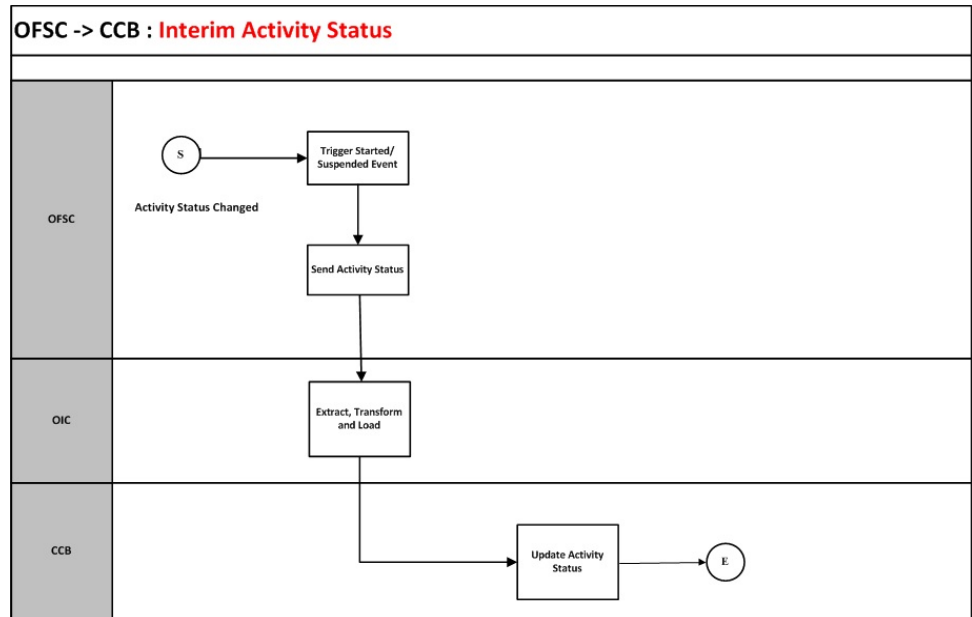 OFSC -> CCB : Interim Activity Status
OFSC
S
Trigger Started/
Suspended Event
Activity Status Changed
Send Activity Status
OIC
Extract, Transform
and Load
CCB
Update Activity
Status
E